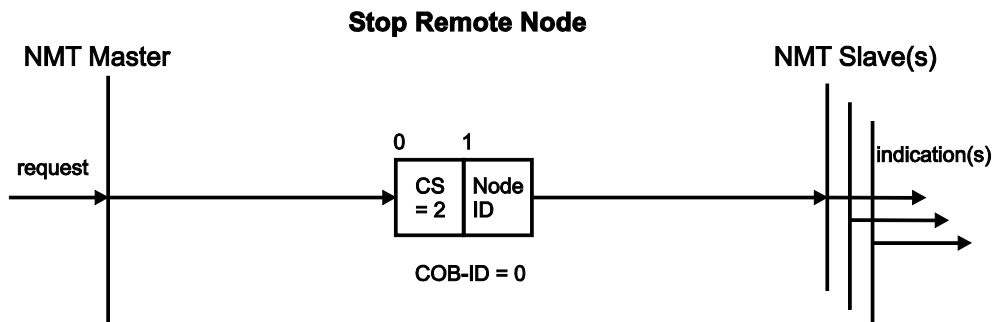 Stop Remote Node
NMT Master
NMT Slave(s)
0 1
request
indication(s)
CS
= 2
Node
ID
COB-ID = 0